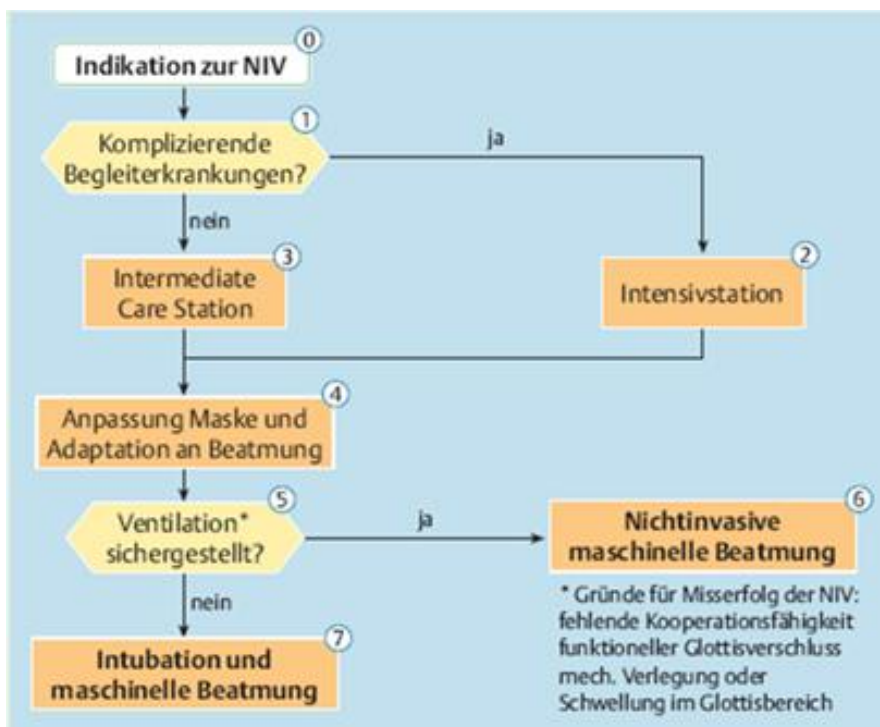 0
Indikation zur NIV
1
Komplizierende
Begleiterkrankungen?
ja
nein
3
Intermediate
Care Station
2
Intensivstation
4
Anpassung Maske und
Adaptation an Beatmung
5
Ventilation*
sichergestellt?
ja
6
Nichtinvasive
maschinelle Beatmung
nein
* Gründe für Misserfolg der NIV:
fehlende Kooperationsfähigkeit
funktioneller Glottisverschluss
mech. Verlegung oder
Schwellung im Glottisbereich
7
Intubation und
maschinelle Beatmung